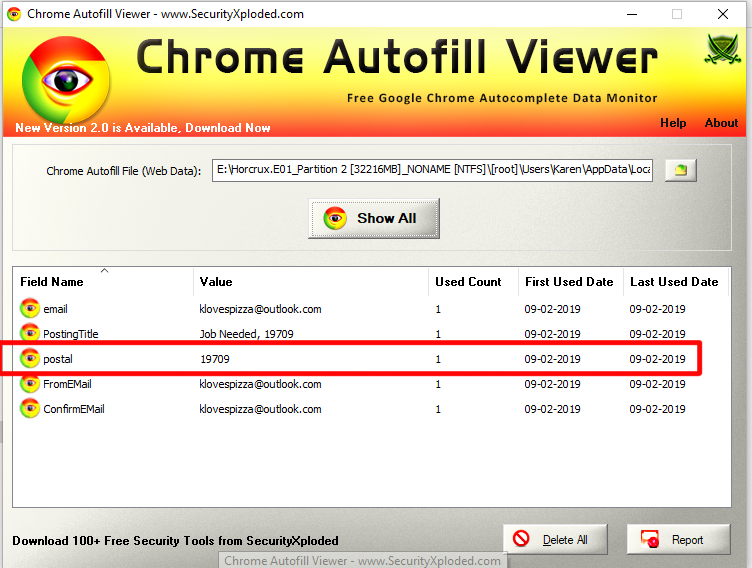 Chrome Autofill Viewer - www.SecurityXploded.com
Chrome Autofill Viewer
Free Google Chrome Autocomplete Data Monitor
New Version 2.0 is Available, Download Now
Help About
Chrome Autofill File (Web Data): E:\Horcrux.E01_Partition 2 [32216MB]_NONAME [NTFS]\[root]\Users\Karen\AppData\Loca
Show All
Field Name Value Used Count First Used Date Last Used Date
email klovespizza@outlook.com 1 09-02-2019 09-02-2019
PostingTitle Job Needed, 19709 1 09-02-2019 09-02-2019
postal 19709 1 09-02-2019 09-02-2019
FromEMail klovespizza@outlook.com 1 09-02-2019 09-02-2019
ConfirmEMail klovespizza@outlook.com 1 09-02-2019 09-02-2019
Download 100+ Free Security Tools from SecurityXploded Delete All Report
Chrome Autofill Viewer - www.SecurityXploded.com